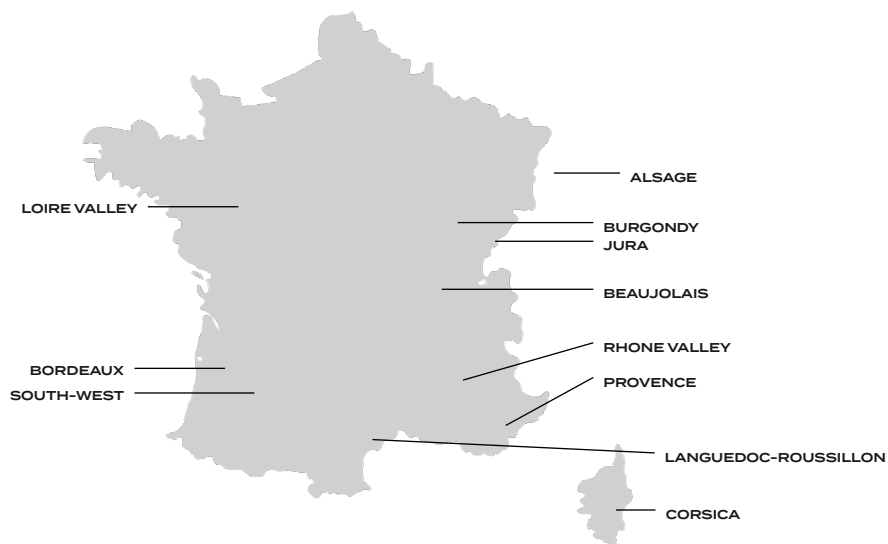 ALSAGE
LOIRE VALLEY
BURGONDY
JURA
BEAUJOLAIS
RHONE VALLEY
BORDEAUX
PROVENCE
SOUTH-WEST
LANGUEDOC-ROUSSILLON
CORSICA